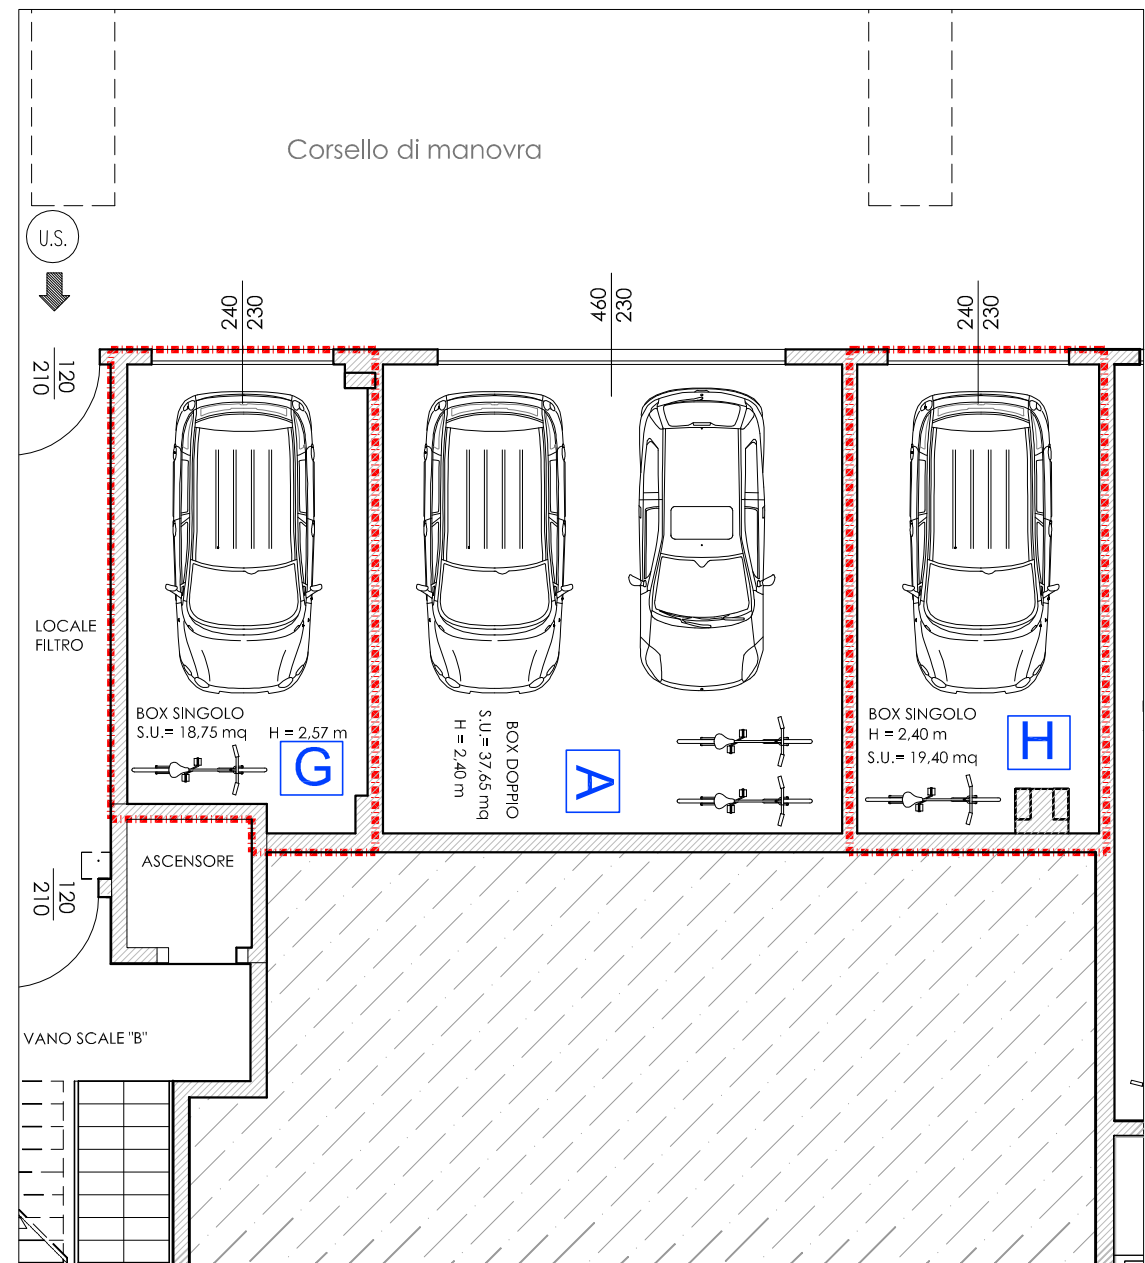 Corsello di manovra
U.S.
240
230
460
230
240
230
120
210
LOCALE
FILTRO
BOX SINGOLO
S.U.= 18,75 mq H = 2,57 m
G
BOX DOPPIO
S.U.= 37,65 mq
H = 2,40 m
A
BOX SINGOLO
H = 2,40 m
S.U.= 19,40 mq
H
ASCENSORE
120
210
VANO SCALE "B"